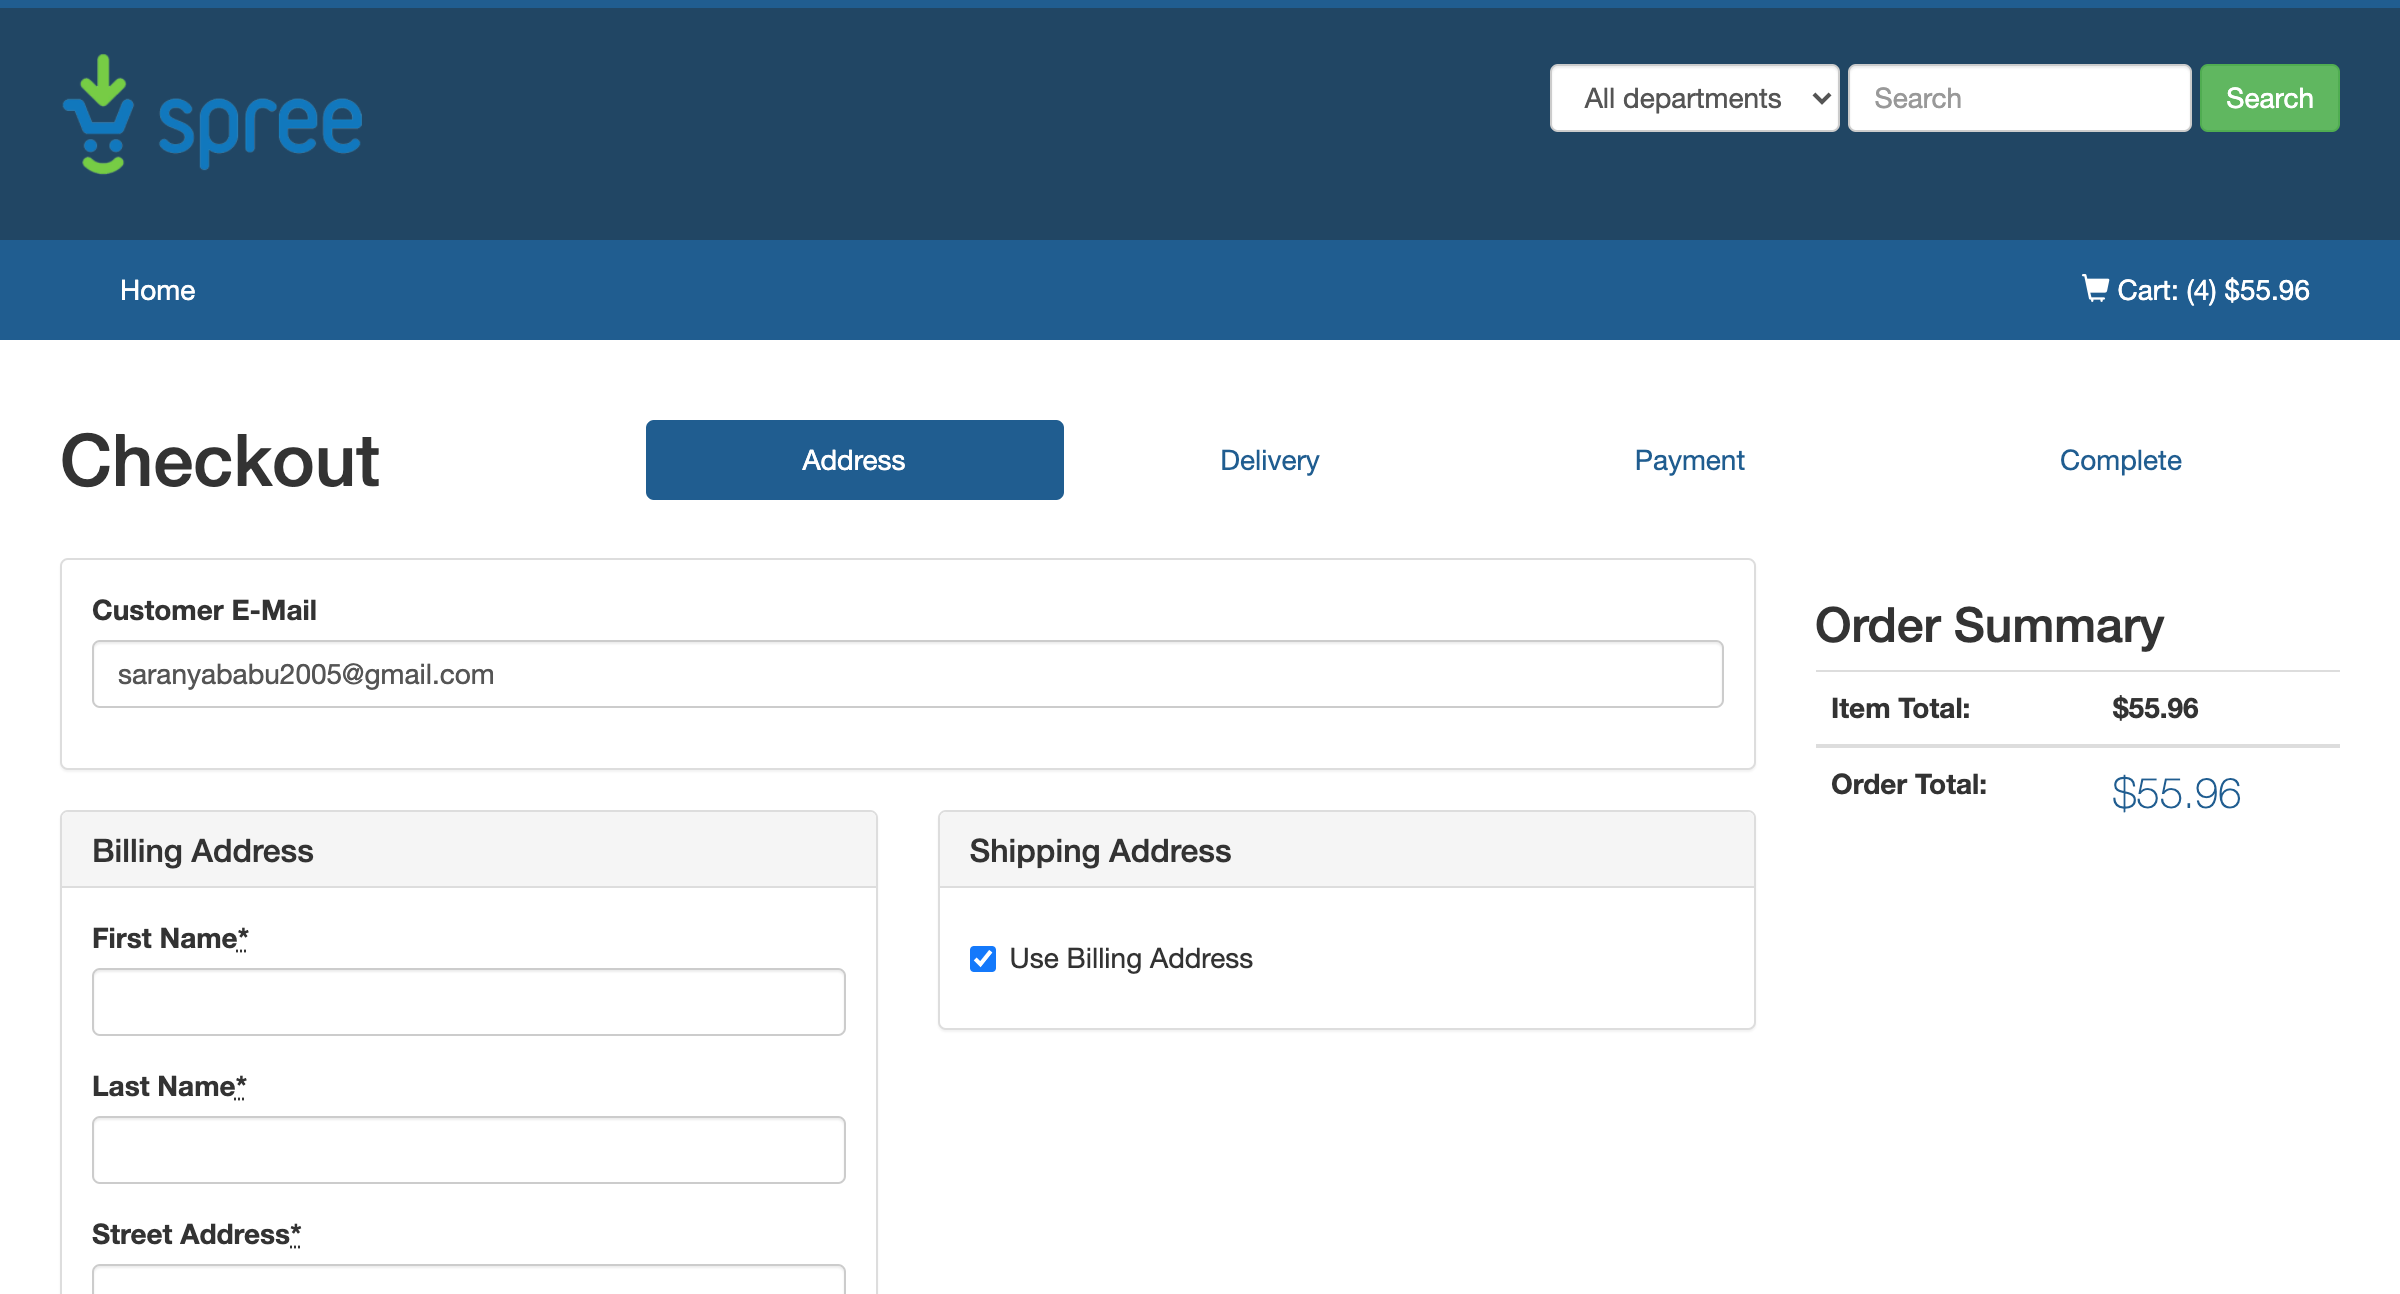 spree
All departments
Search
Search
Home
Cart: (4) $55.96
Checkout
Address
Delivery
Payment
Complete
Customer E-Mail
saranyababu2005@gmail.com
Order Summary
Item Total: $55.96
Order Total: $55.96
Billing Address
First Name*
Last Name*
Street Address*
Shipping Address
Use Billing Address